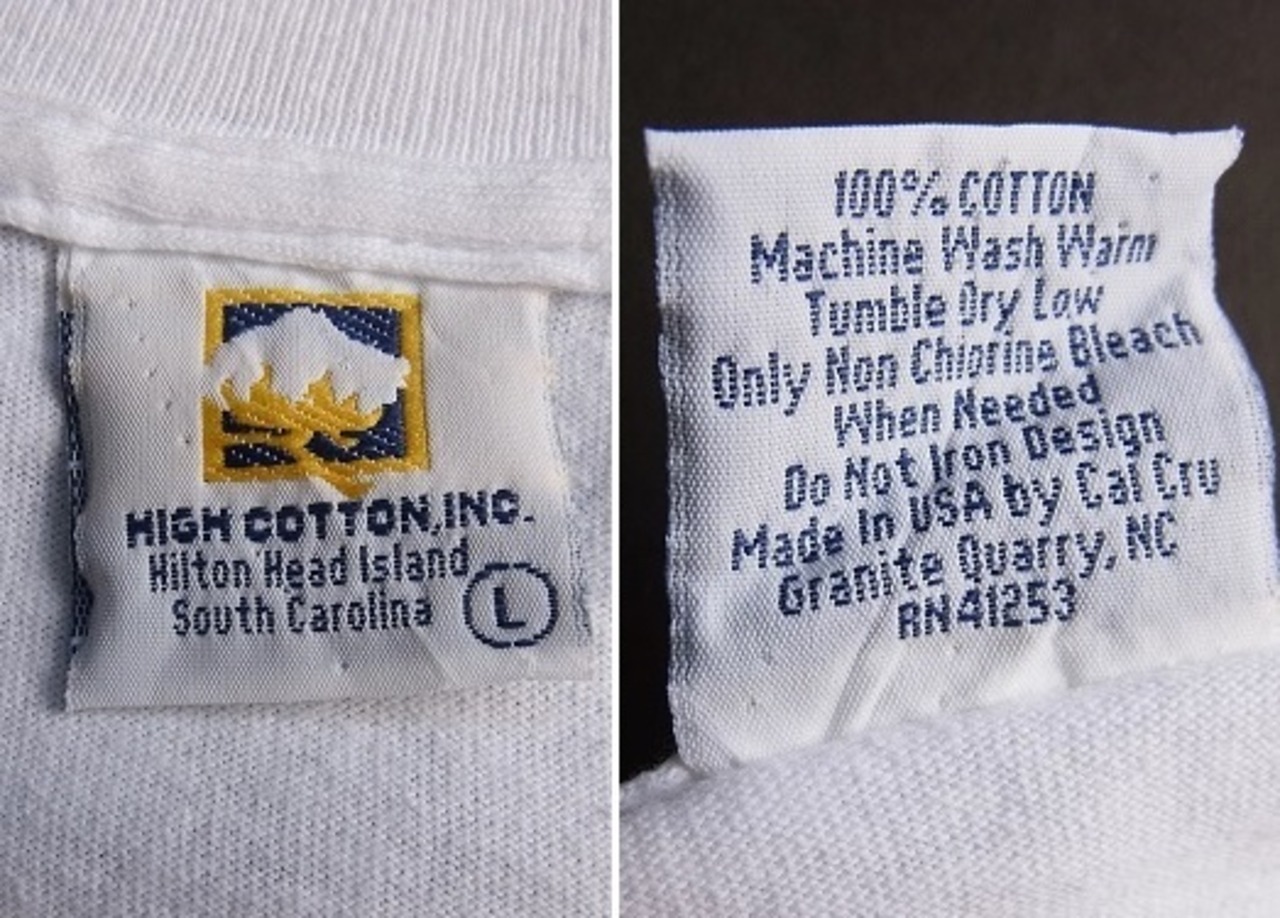 HIGH COTTON, INC.
Hilton Head Island
South Carolina
L
100% COTTON
Machine Wash Warm
Tumble Dry Low
Only Non Chlorine Bleach
When Needed
Do Not Iron Design
Made In USA by Cal Cru
Granite Quarry, NC
RN41253